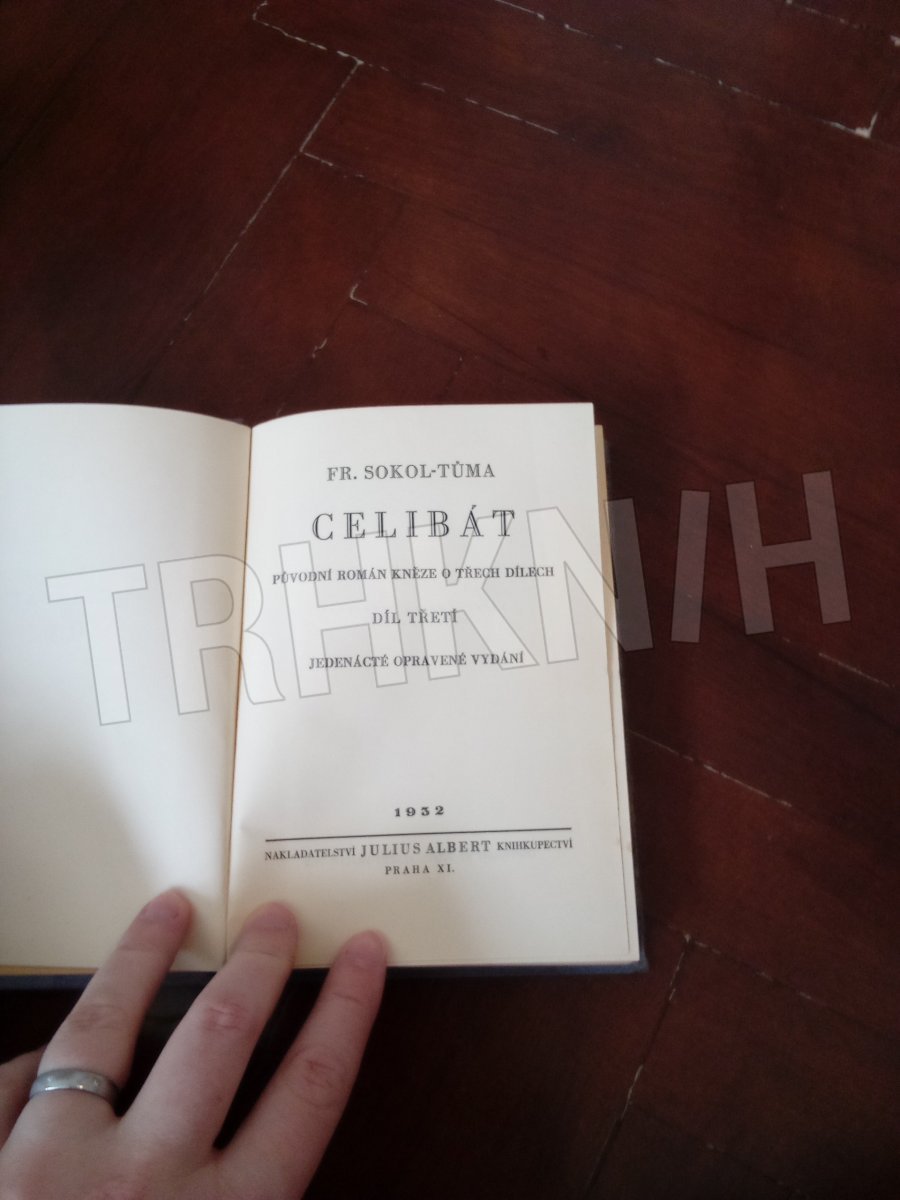 FR. SOKOL-TŮMA
CELIBÁT
PŮVODNÍ ROMÁN KNĚZE O TŘECH DÍLECH
DÍL TŘETÍ
JEDENÁCTÉ OPRAVENÉ VYDÁNÍ
TRHKNIH
1932
NAKLADATELSTVÍ JULIUS ALBERT KNIHKUPECTVÍ
PRAHA XI.